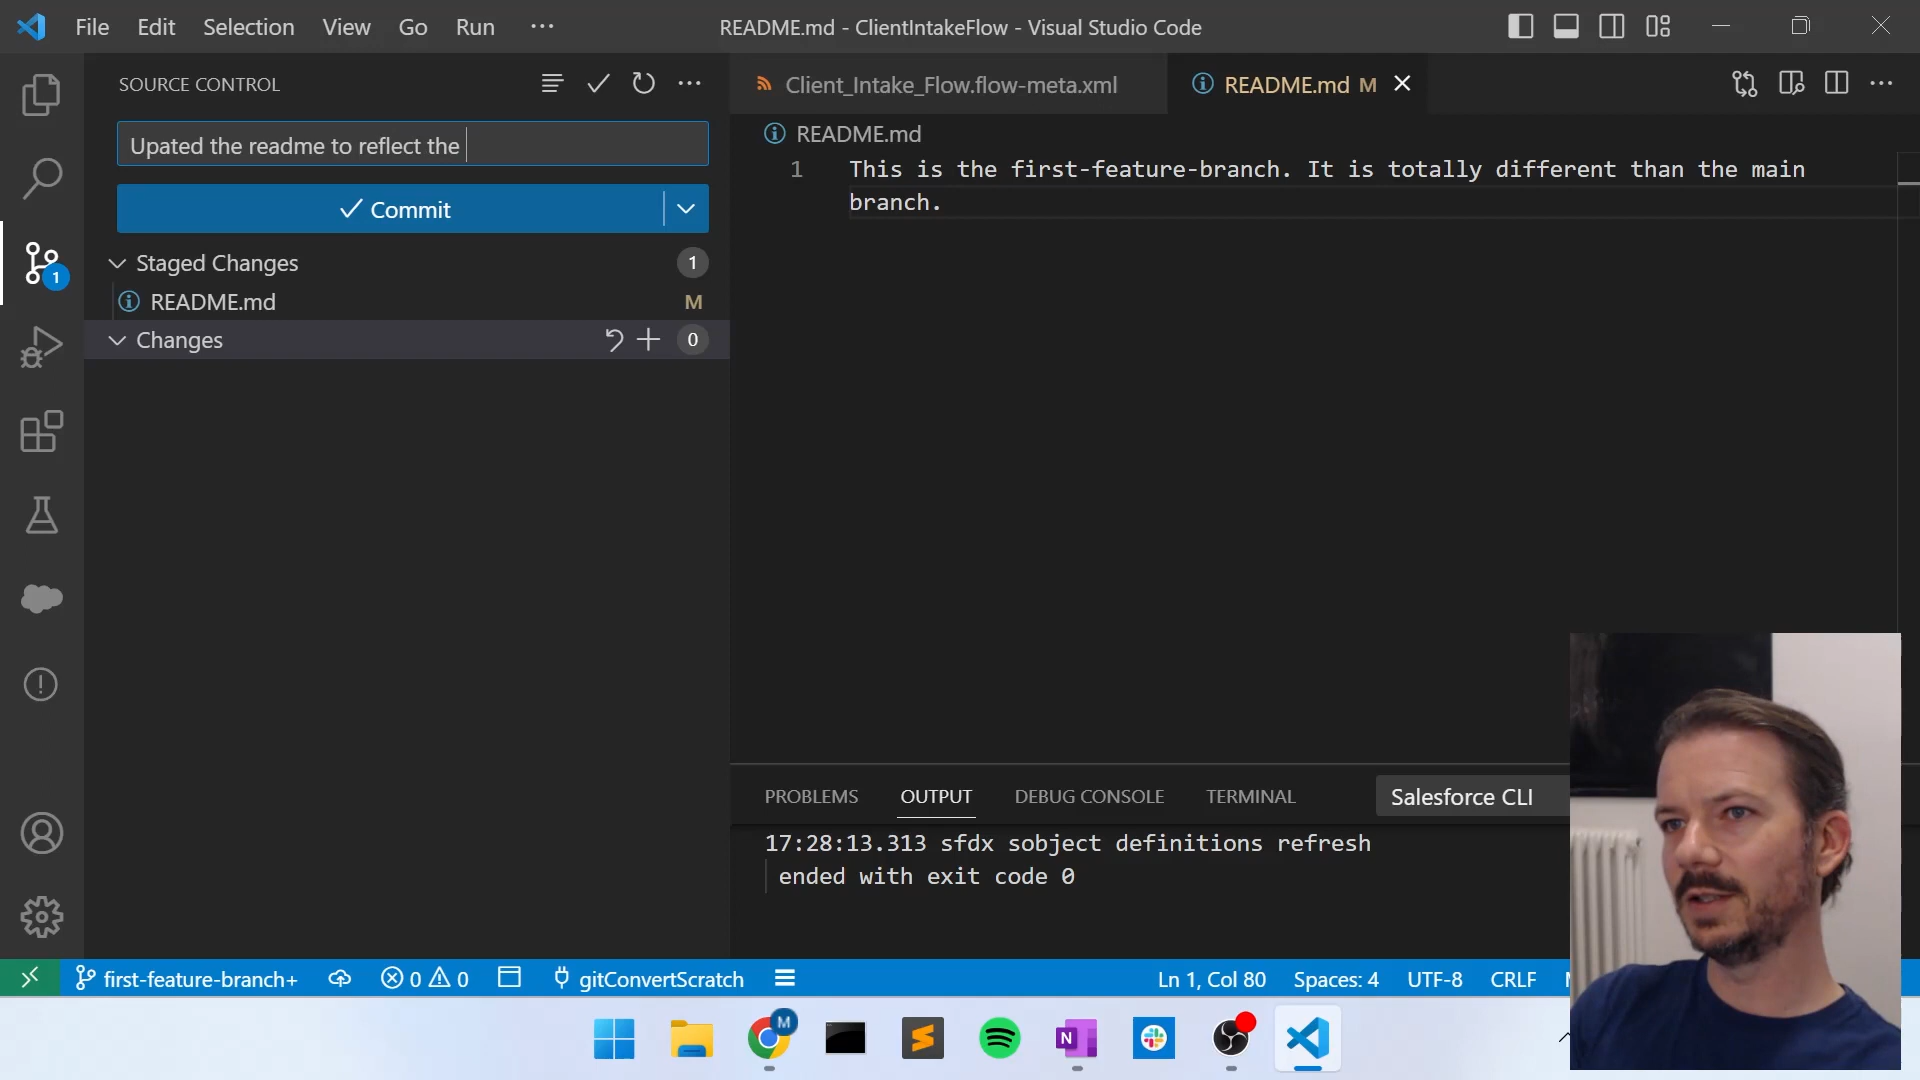 File Edit Selection View Go Run ··· README.md - ClientIntakeFlow - Visual Studio Code
SOURCE CONTROL
Client_Intake_Flow.flow-meta.xml
README.md M
Upated the readme to reflect the
README.md
1 This is the first-feature-branch. It is totally different than the main
branch.
Commit
Staged Changes 1
README.md M
Changes 0
1
PROBLEMS OUTPUT DEBUG CONSOLE TERMINAL Salesforce CLI
17:28:13.313 sfdx sobject definitions refresh
ended with exit code 0
first-feature-branch+ 0 0 gitConvertScratch Ln 1, Col 80 Spaces: 4 UTF-8 CRLF
M
N